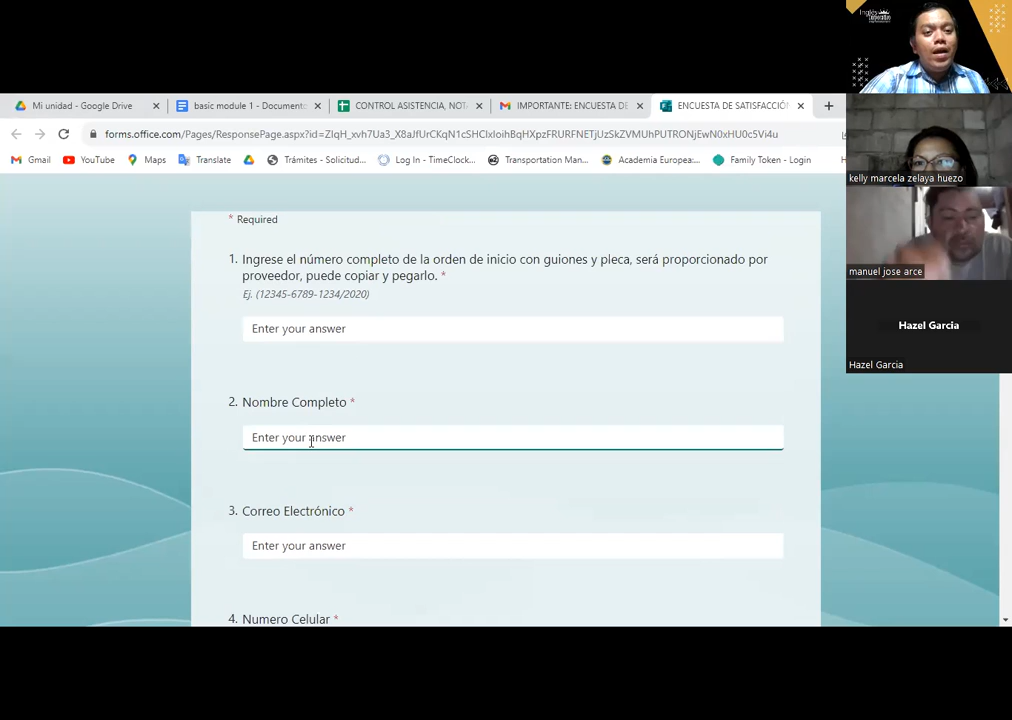 Inglés
Corporativo
Mi unidad - Google Drive
basic module 1 - Documento
CONTROL ASISTENCIA, NOT
IMPORTANTE: ENCUESTA DE
ENCUESTA DE SATISFACCIÓN
forms.office.com/Pages/ResponsePage.aspx?id=ZIqH_xvh7Ua3_X8aJfUrCKqN1cSHCIxIoihBqHXpzFRURFNETjUzSkZVMUhPUTRONjEwN0xHU0c5Vi4u
Gmail
YouTube
Maps
Translate
Trámites - Solicitud...
Log In - TimeClock...
Transportation Man...
Academia Europea:...
Family Token - Login
kelly marcela zelaya huezo
* Required
1. Ingrese el número completo de la orden de inicio con guiones y pleca, será proporcionado por
proveedor, puede copiar y pegarlo. *
Ej. (12345-6789-1234/2020)
Enter your answer
manuel jose arce
Hazel Garcia
Hazel Garcia
2. Nombre Completo *
Enter your answer
3. Correo Electrónico *
Enter your answer
4. Numero Celular *